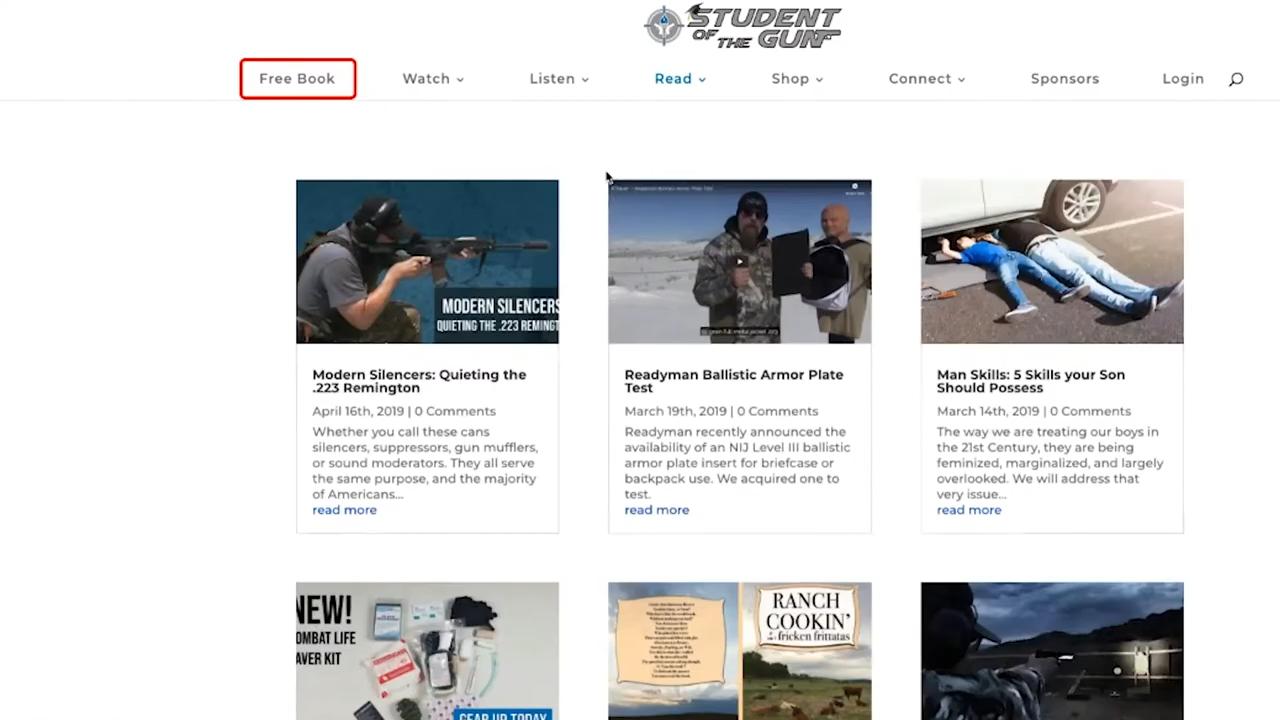 STUDENT
OF THE GUN
Free Book
Watch
Listen
Read
Shop
Connect
Sponsors
Login
MODERN SILENCERS
QUIETING THE .223 REMINGT
Modern Silencers: Quieting the
.223 Remington
April 16th, 2019 | 0 Comments
Whether you call these cans
silencers, suppressors, gun mufflers,
or sound moderators. They all serve
the same purpose, and the majority
of Americans...
read more
Readyman Ballistic Armor Plate
Test
March 19th, 2019 | 0 Comments
Readyman recently announced the
availability of an NIJ Level III ballistic
armor plate insert for briefcase or
backpack use. We acquired one to
test.
read more
Man Skills: 5 Skills your Son
Should Possess
March 14th, 2019 | 0 Comments
The way we are treating our boys in
the 21st Century, they are being
feminized, marginalized, and largely
overlooked. We will address that
very issue...
read more
NEW!
OMBAT LIFE
AVER KIT
GEAR UP TODAY
RANCH
COOKIN'
fricken frittatas